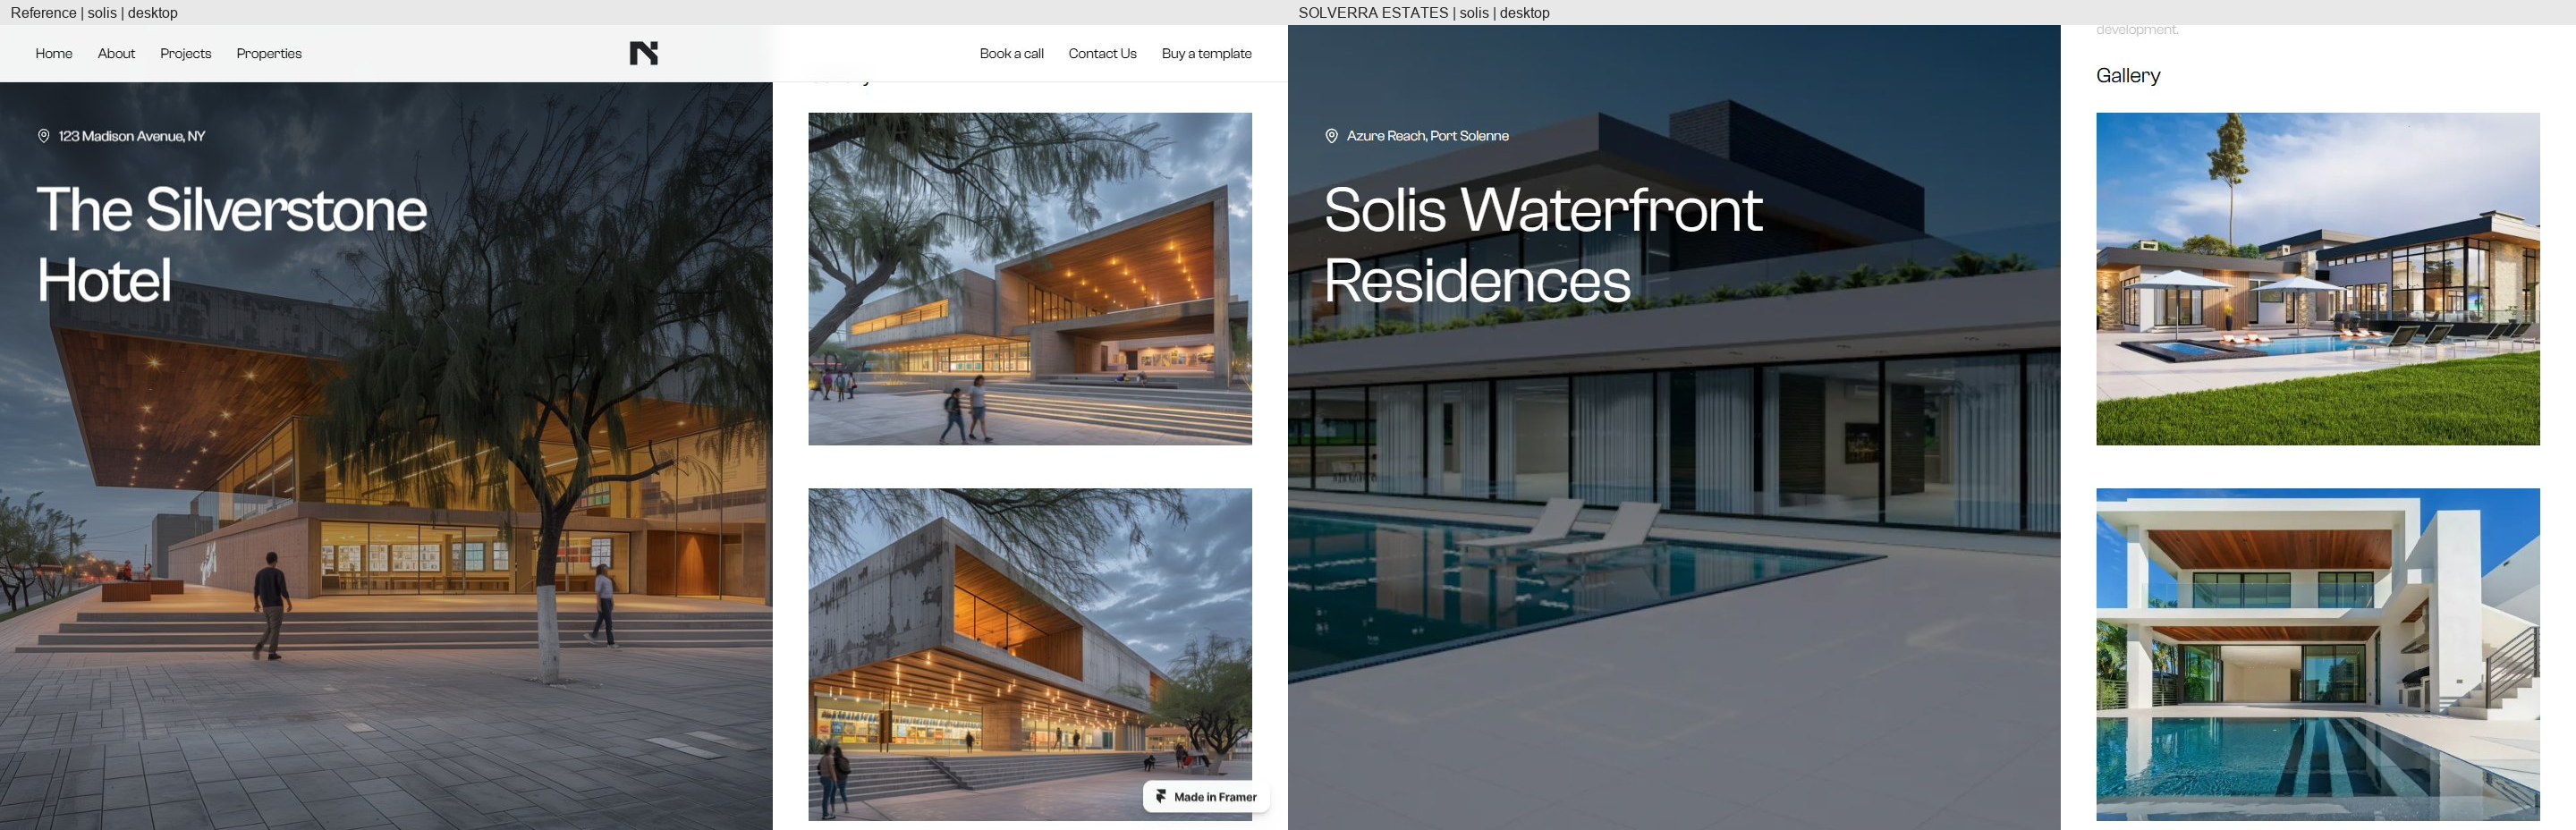 Reference | solis | desktop
Home About Projects Properties
Book a call Contact Us Buy a template
123 Madison Avenue, NY
The Silverstone
Hotel
Made in Framer
SOLVERRA ESTATES | solis | desktop
development.
Azure Reach, Port Solenne
Solis Waterfront
Residences
Gallery